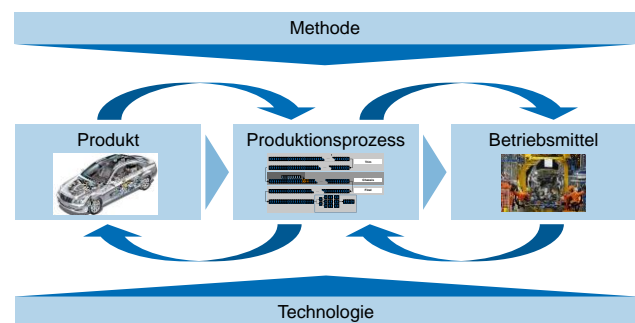 Methode
Produkt
Produktionsprozess
Betriebsmittel
Technologie